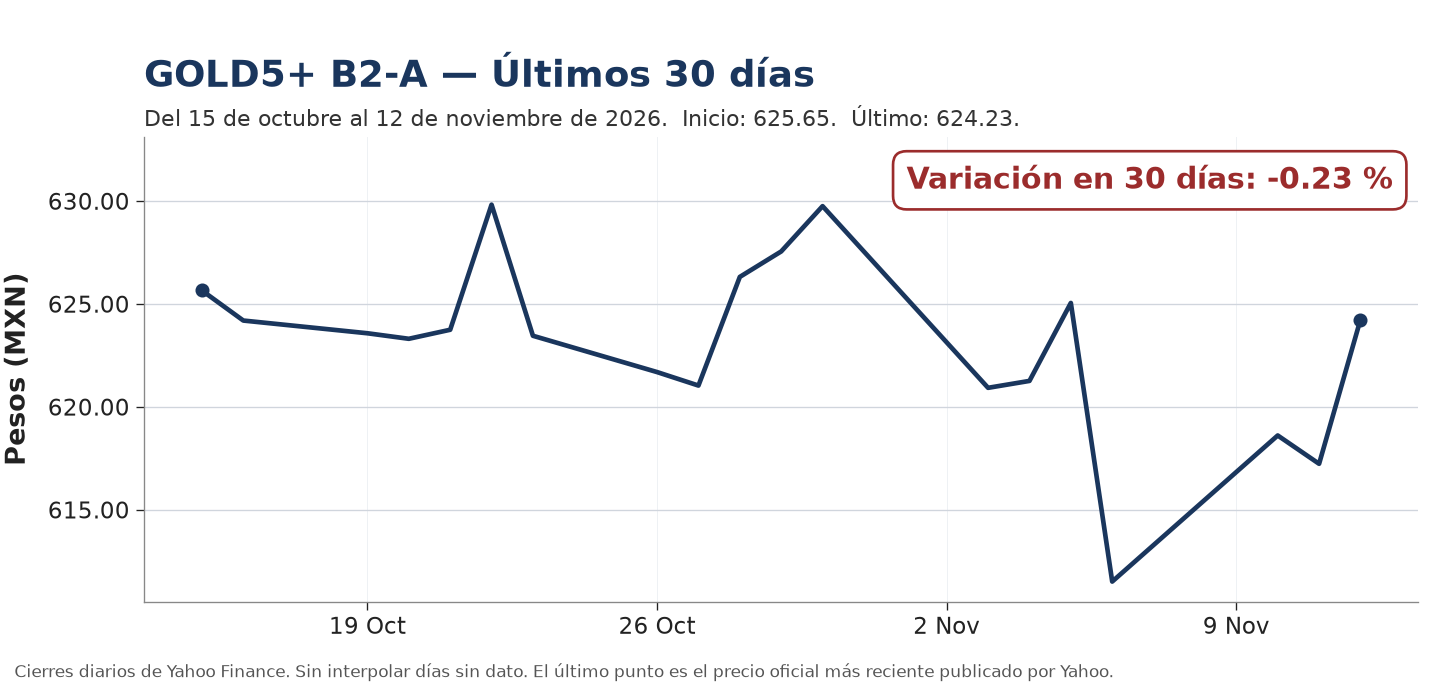 GOLD5+ B2-A — Últimos 30 días
Del 15 de octubre al 12 de noviembre de 2026.  Inicio: 625.65.  Último: 624.23.
Variación en 30 días: -0.23 %
Pesos (MXN)
630.00
625.00
620.00
615.00
19 Oct
26 Oct
2 Nov
9 Nov
Cierres diarios de Yahoo Finance. Sin interpolar días sin dato. El último punto es el precio oficial más reciente publicado por Yahoo.